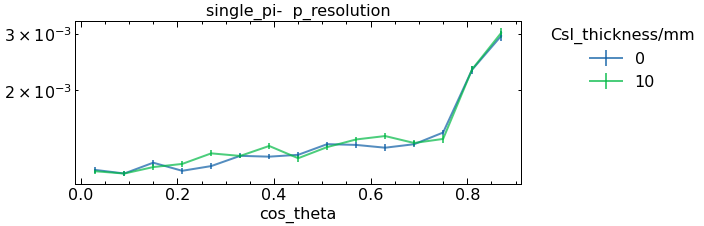 single_pi-  p_resolution
CsI_thickness/mm
0
10
3 × 10⁻³
2 × 10⁻³
0.0 0.2 0.4 0.6 0.8
cos_theta